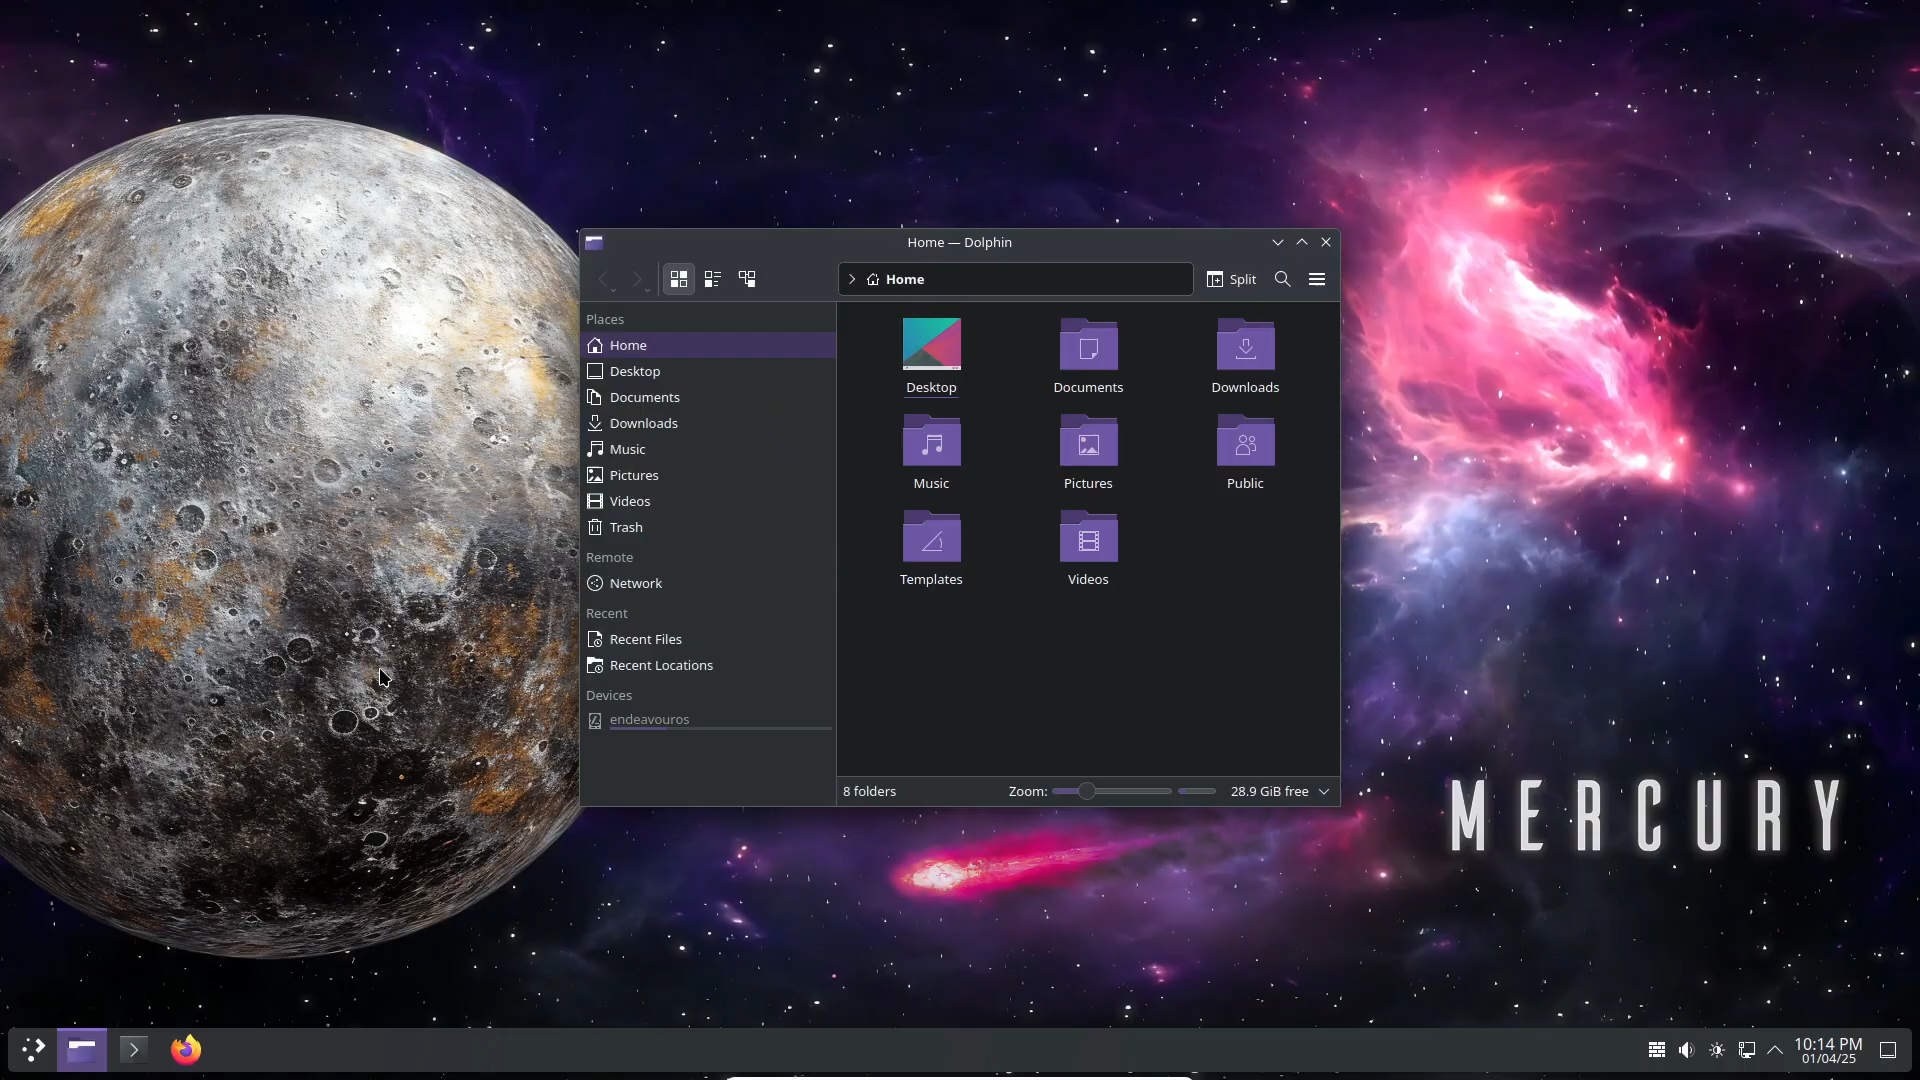 Home — Dolphin
Home
Split
Places
Home
Desktop
Documents
Downloads
Music
Pictures
Videos
Trash
Remote
Network
Recent
Recent Files
Recent Locations
Devices
endeavouros
Desktop
Documents
Downloads
Music
Pictures
Public
Templates
Videos
8 folders
Zoom:
28.9 GiB free
MERCURY
10:14 PM
01/04/25